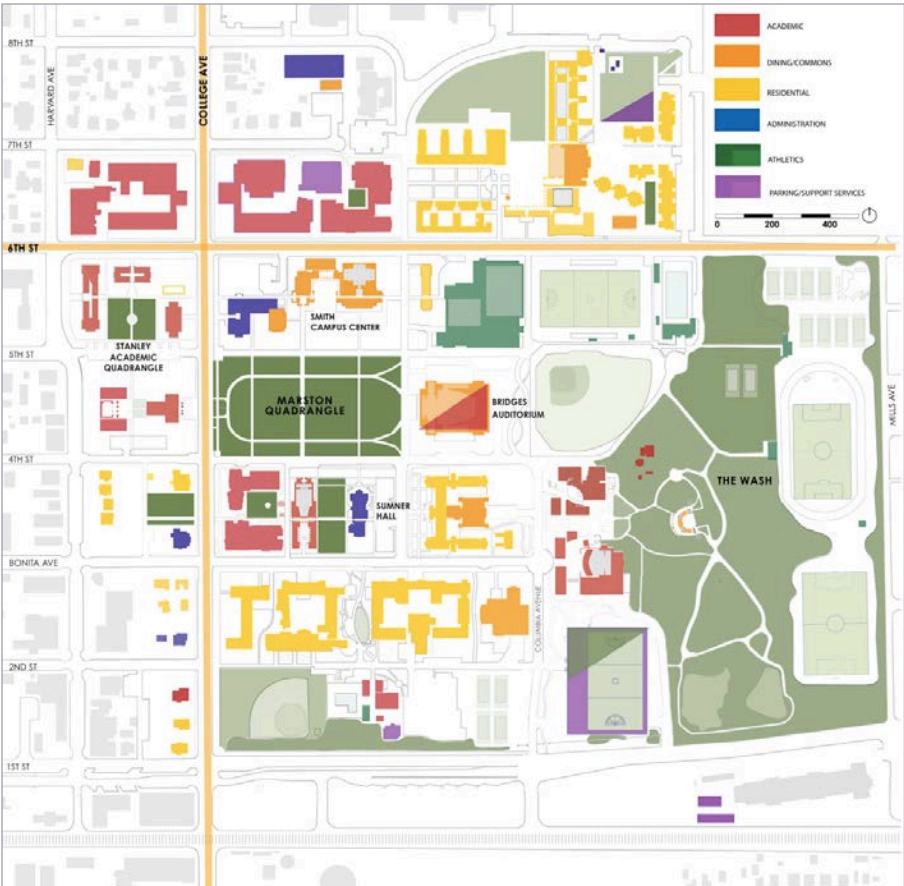 8TH ST
HARVARD AVE
COLLEGE AVE
7TH ST
6TH ST
ACADEMIC
DINING/COMMONS
RESIDENTIAL
ADMINISTRATION
ATHLETICS
PARKING/SUPPORT SERVICES
0 200 400
SMITH
CAMPUS CENTER
STANLEY
ACADEMIC
QUADRANGLE
5TH ST
MARSTON
QUADRANGLE
BRIDGES
AUDITORIUM
MILLS AVE
4TH ST
THE WASH
SUMNER
HALL
BONITA AVE
COLUMBIA AVENUE
2ND ST
1ST ST